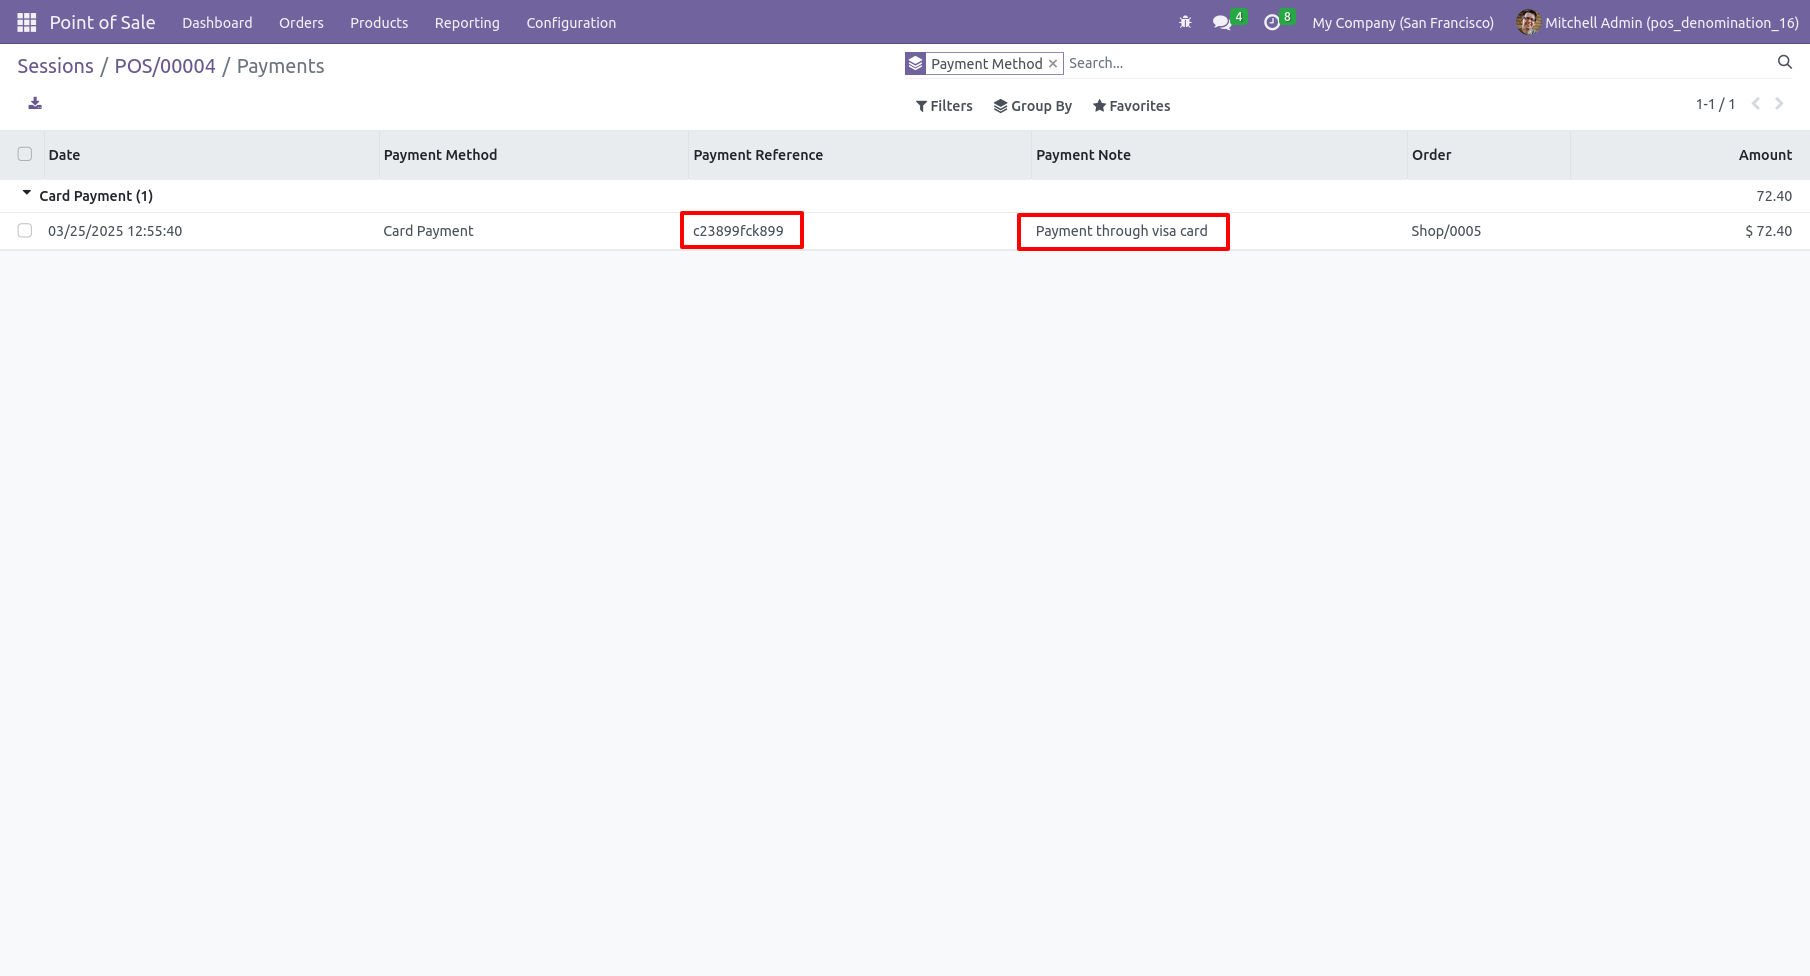 Point of Sale Dashboard Orders Products Reporting Configuration 4 8 My Company (San Francisco) Mitchell Admin (pos_denomination_16)
Sessions / POS/00004 / Payments Payment Method × Search...
Filters Group By Favorites 1-1 / 1
Date Payment Method Payment Reference Payment Note Order Amount
Card Payment (1) 72.40
03/25/2025 12:55:40 Card Payment c23899fck899 Payment through visa card Shop/0005 $ 72.40